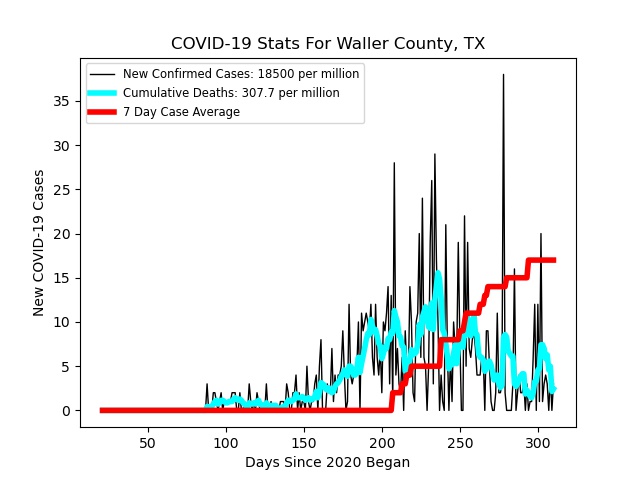 COVID-19 Stats For Waller County, TX
New Confirmed Cases: 18500 per million
Cumulative Deaths: 307.7 per million
7 Day Case Average
New COVID-19 Cases
35
30
25
20
15
10
5
0
50 100 150 200 250 300
Days Since 2020 Began